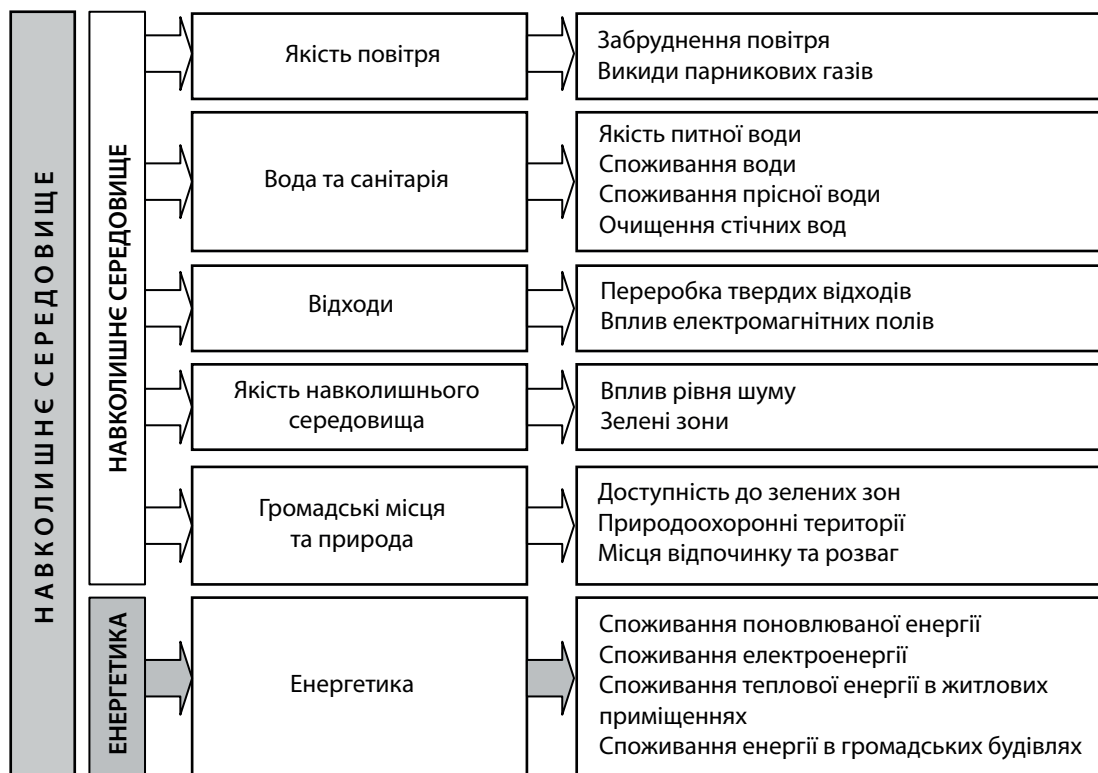 НАВКОЛИШНЄ СЕРЕДОВИЩЕ
НАВКОЛИШНЄ СЕРЕДОВИЩЕ
Якість повітря
Забруднення повітря
Викиди парникових газів
Вода та санітарія
Якість питної води
Споживання води
Споживання прісної води
Очищення стічних вод
Відходи
Переробка твердих відходів
Вплив електромагнітних полів
Якість навколишнього
середовища
Вплив рівня шуму
Зелені зони
Громадські місця
та природа
Доступність до зелених зон
Природоохоронні території
Місця відпочинку та розваг
ЕНЕРГЕТИКА
Енергетика
Споживання поновлюваної енергії
Споживання електроенергії
Споживання теплової енергії в житлових
приміщеннях
Споживання енергії в громадських будівлях